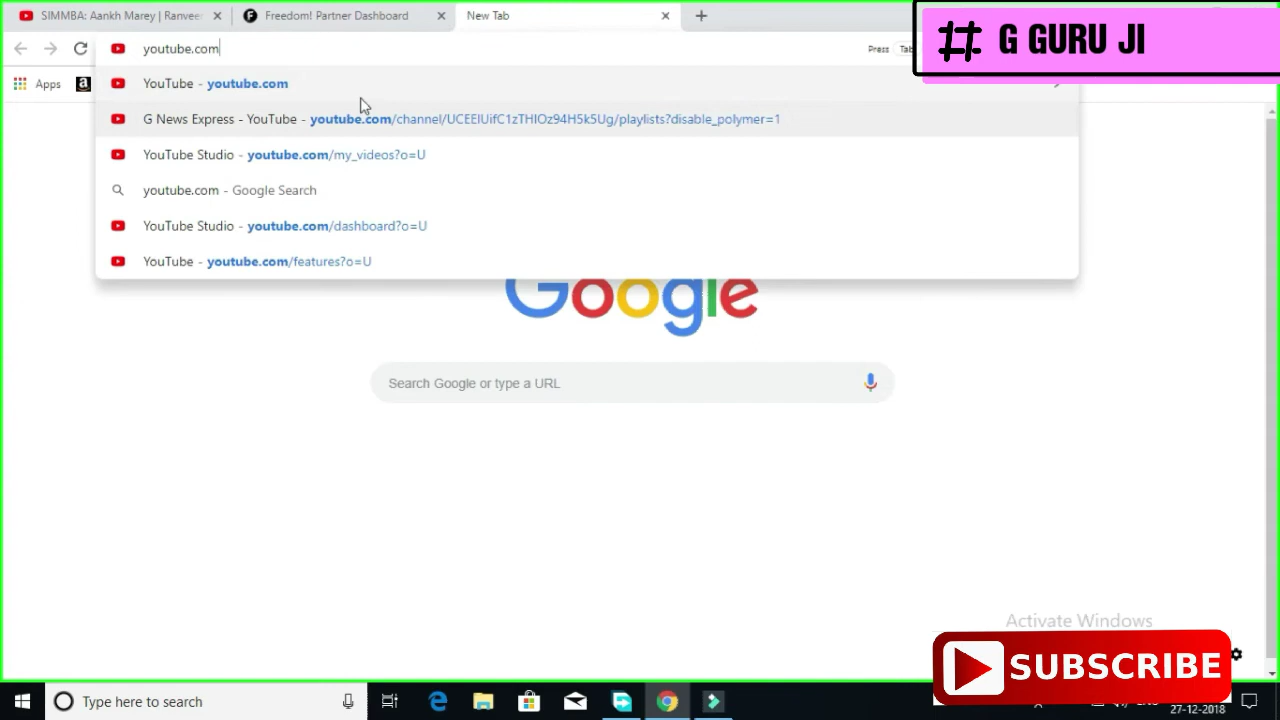 SIMMBA: Aankh Marey | Ranvee
Freedom! Partner Dashboard
New Tab
# G GURU JI
youtube.com
Press
Apps
YouTube - youtube.com
G News Express - YouTube - youtube.com/channel/UCEEIUifC1zTHIOz94H5k5Ug/playlists?disable_polymer=1
YouTube Studio - youtube.com/my_videos?o=U
youtube.com - Google Search
YouTube Studio - youtube.com/dashboard?o=U
YouTube - youtube.com/features?o=U
Google
Search Google or type a URL
Activate Windows
SUBSCRIBE
Type here to search
27-12-2018